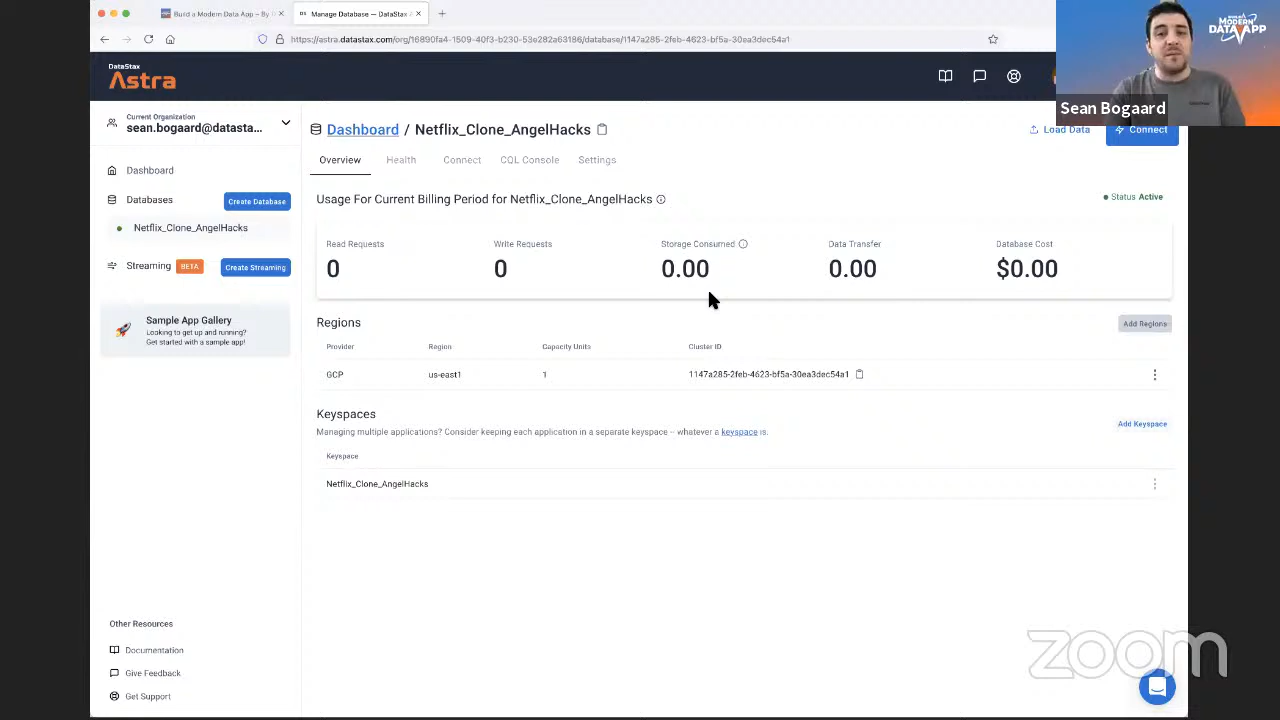 Build a Modern Data App – By
Manage Database — DataStax
https://astra.datastax.com/org/16890fa4-1509-40f3-b230-53e282a63186/database/1147a285-2feb-4623-bf5a-30ea3dec54a1
MODERN
DATA APP
Sean Bogaard
DataStax
Astra
Current Organization
sean.bogaard@datasta...
Dashboard
Databases
Create Database
Netflix_Clone_AngelHacks
Streaming BETA
Create Streaming
Sample App Gallery
Looking to get up and running?
Get started with a sample app!
Other Resources
Documentation
Give Feedback
Get Support
Dashboard / Netflix_Clone_AngelHacks
Load Data
Connect
Overview Health Connect CQL Console Settings
Usage For Current Billing Period for Netflix_Clone_AngelHacks
Status Active
Read Requests Write Requests Storage Consumed Data Transfer Database Cost
0 0 0.00 0.00 $0.00
Regions
Add Regions
Provider Region Capacity Units Cluster ID
GCP us-east1 1 1147a285-2feb-4623-bf5a-30ea3dec54a1
Keyspaces
Managing multiple applications? Consider keeping each application in a separate keyspace – whatever a keyspace is.
Add Keyspace
Keyspace
Netflix_Clone_AngelHacks
zoom